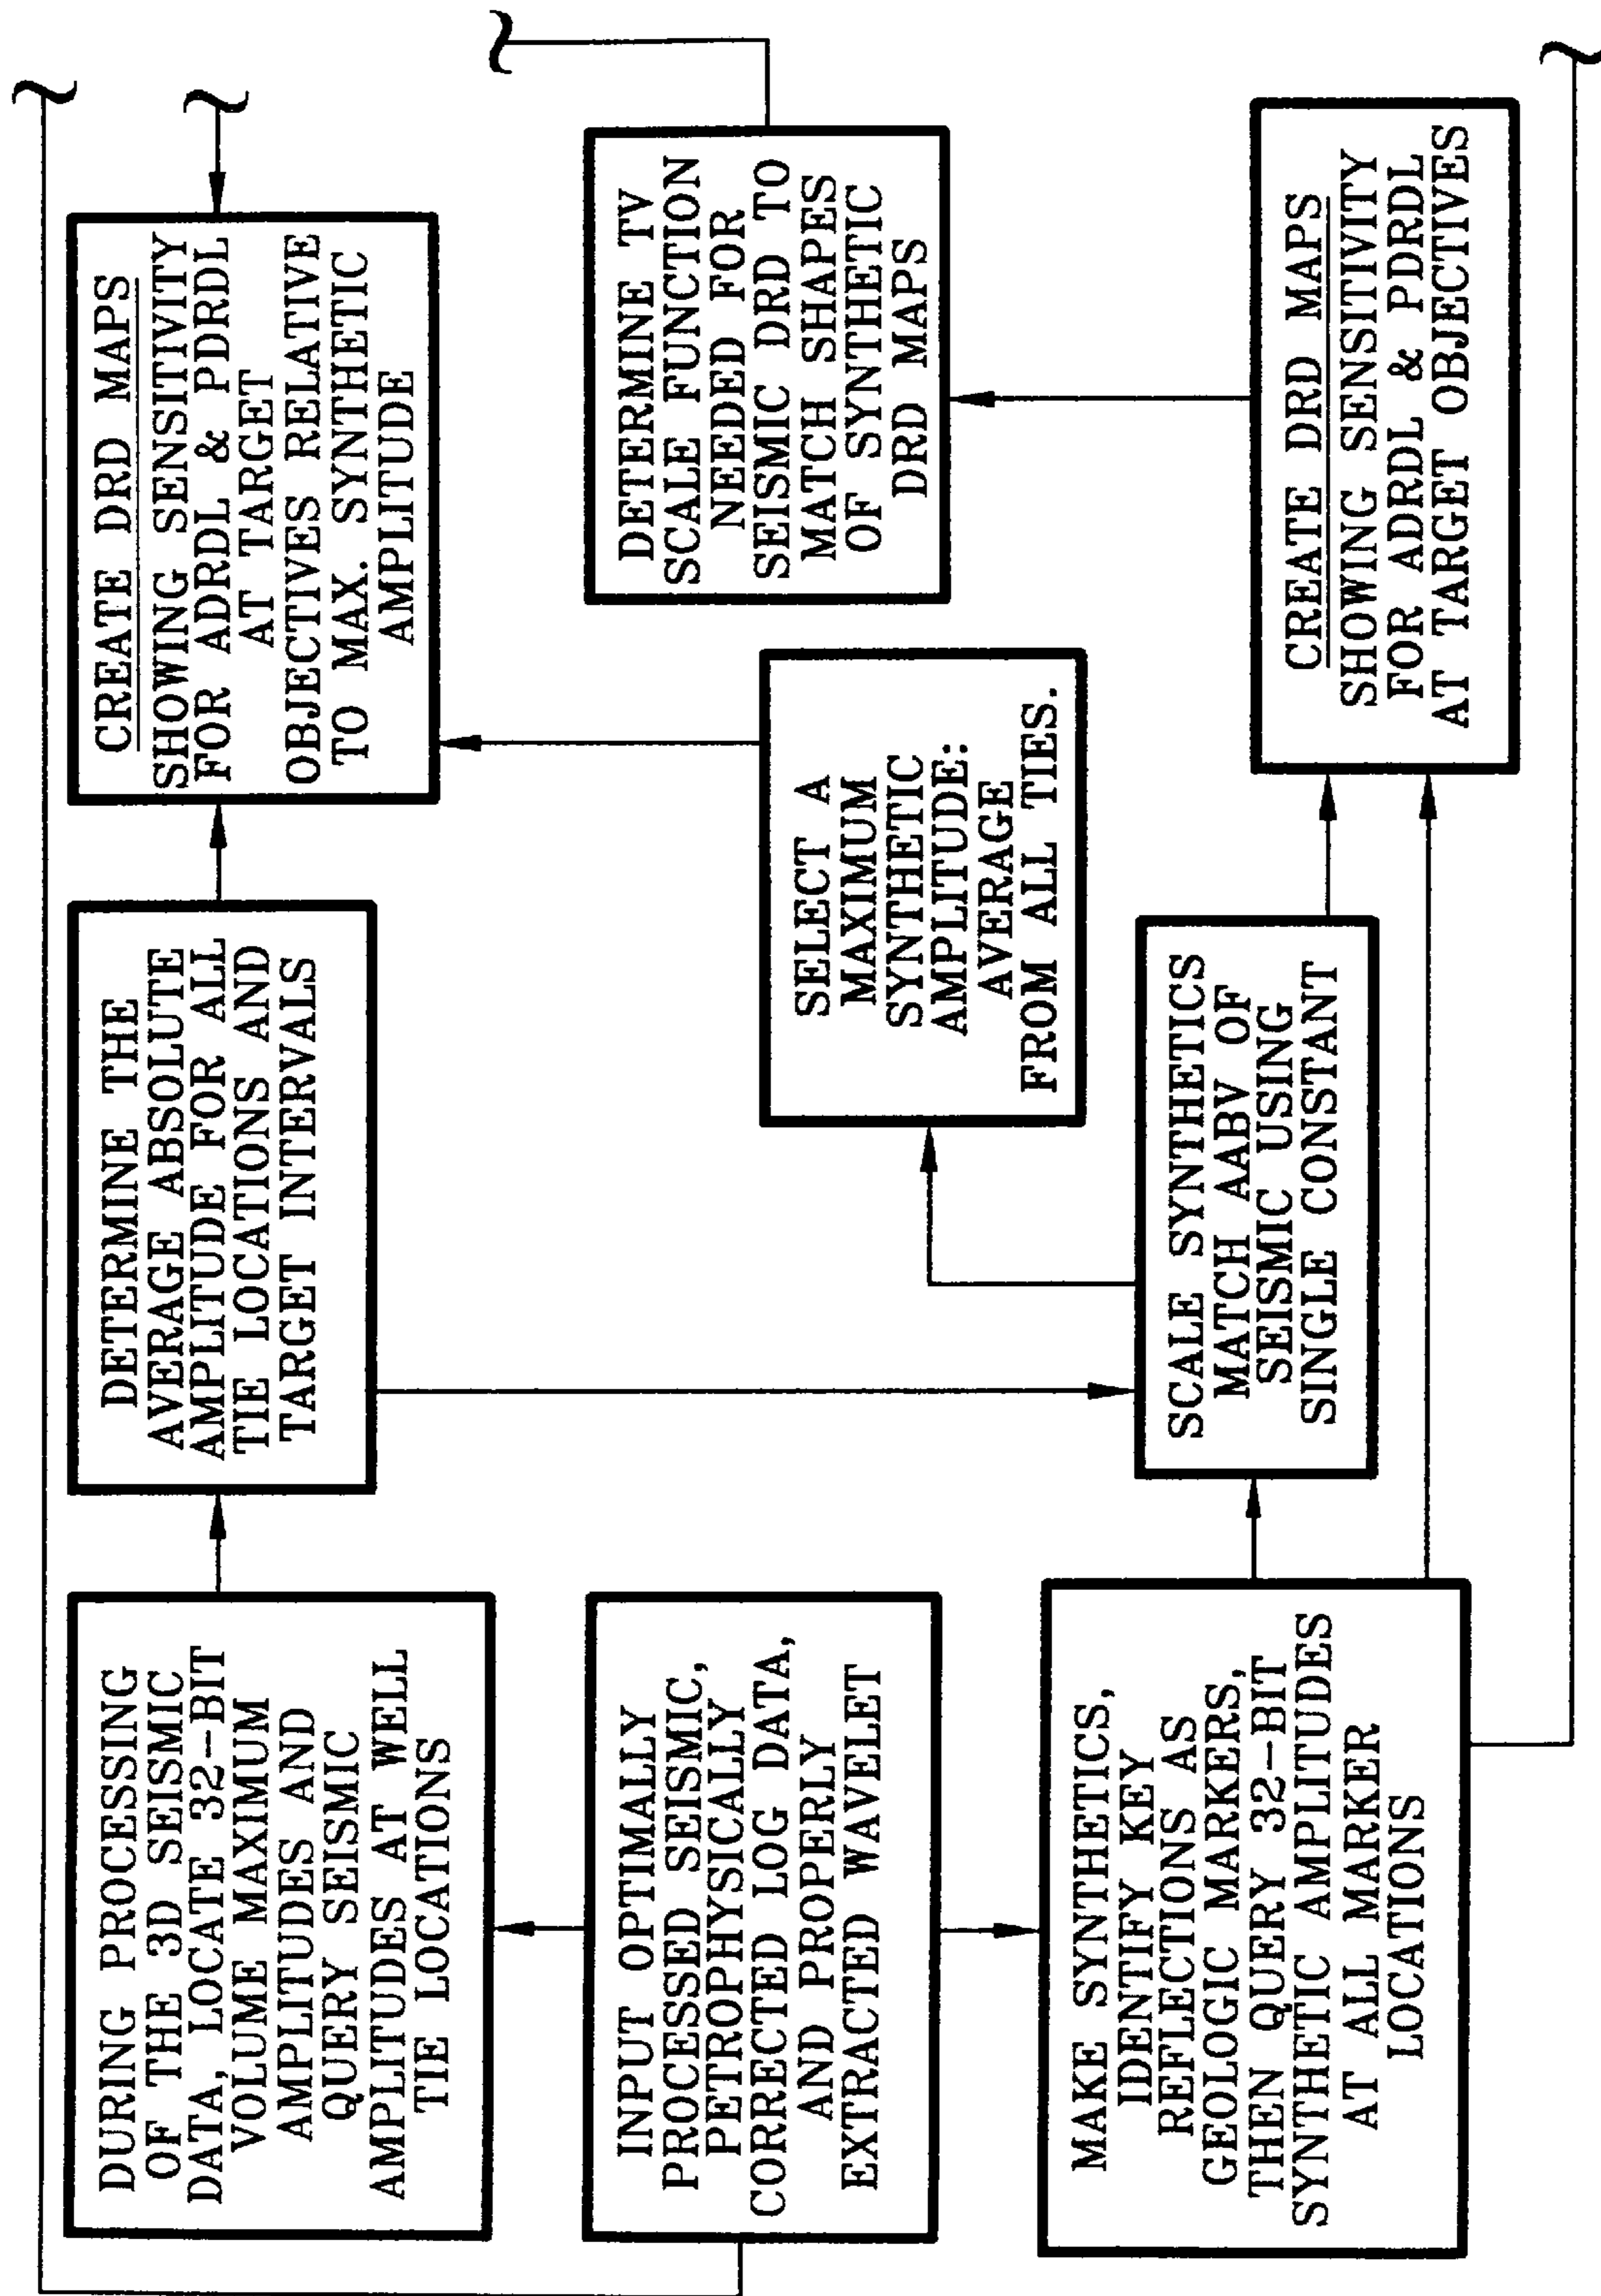 DURING PROCESSING
OF THE 3D SEISMIC
DATA, LOCATE 32-BIT
VOLUME MAXIMUM
AMPLITUDES AND
QUERY SEISMIC
AMPLITUDES AT WELL
TIE LOCATIONS
DETERMINE THE
AVERAGE ABSOLUTE
AMPLITUDE FOR ALL
TIE LOCATIONS AND
TARGET INTERVALS
CREATE DRD MAPS
SHOWING SENSITIVITY
FOR ADRDL & PDRDL
AT TARGET
OBJECTIVES RELATIVE
TO MAX. SYNTHETIC
AMPLITUDE
INPUT OPTIMALLY
PROCESSED SEISMIC,
PETROPHYSICALLY
CORRECTED LOG DATA,
AND PROPERLY
EXTRACTED WAVELET
SELECT A
MAXIMUM
SYNTHETIC
AMPLITUDE:
AVERAGE
FROM ALL TIES.
DETERMINE TV
SCALE FUNCTION
NEEDED FOR
SEISMIC DRD TO
MATCH SHAPES
OF SYNTHETIC
DRD MAPS
MAKE SYNTHETICS,
IDENTIFY KEY
REFLECTIONS AS
GEOLOGIC MARKERS,
THEN QUERY 32-BIT
SYNTHETIC AMPLITUDES
AT ALL MARKER
LOCATIONS
SCALE SYNTHETICS
MATCH AABV OF
SEISMIC USING
SINGLE CONSTANT
CREATE DRD MAPS
SHOWING SENSITIVITY
FOR ADRDL & PDRDL
AT TARGET OBJECTIVES